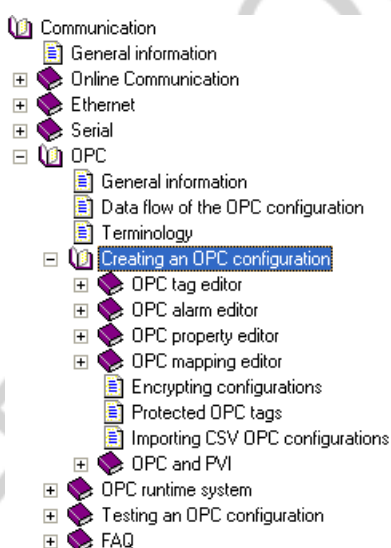 Communication
General information
Online Communication
Ethernet
Serial
OPC
General information
Data flow of the OPC configuration
Terminology
Creating an OPC configuration
OPC tag editor
OPC alarm editor
OPC property editor
OPC mapping editor
Encrypting configurations
Protected OPC tags
Importing CSV OPC configurations
OPC and PVI
OPC runtime system
Testing an OPC configuration
FAQ